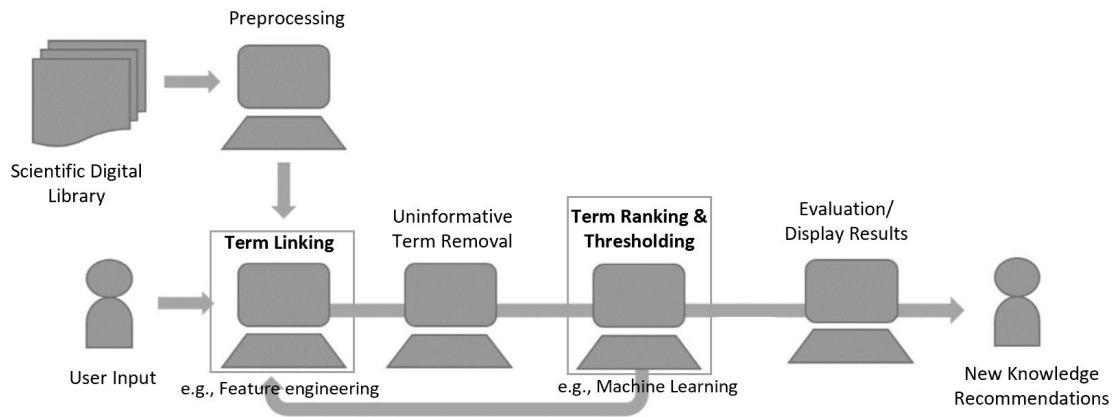 Preprocessing
Scientific Digital
Library
Term Linking
Uninformative
Term Removal
Term Ranking &
Thresholding
Evaluation/
Display Results
User Input
e.g., Feature engineering
e.g., Machine Learning
New Knowledge
Recommendations